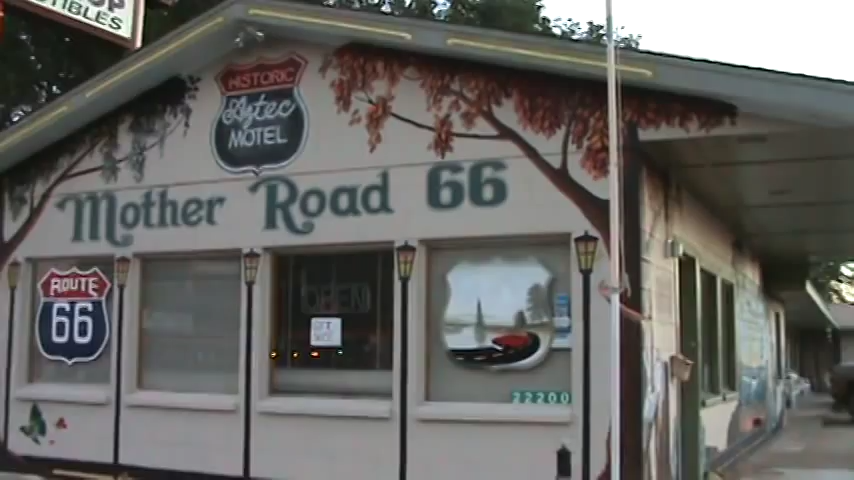 TIBLES
HISTORIC
Aztec
MOTEL
Mother Road 66
ROUTE
66
OPEN
22200